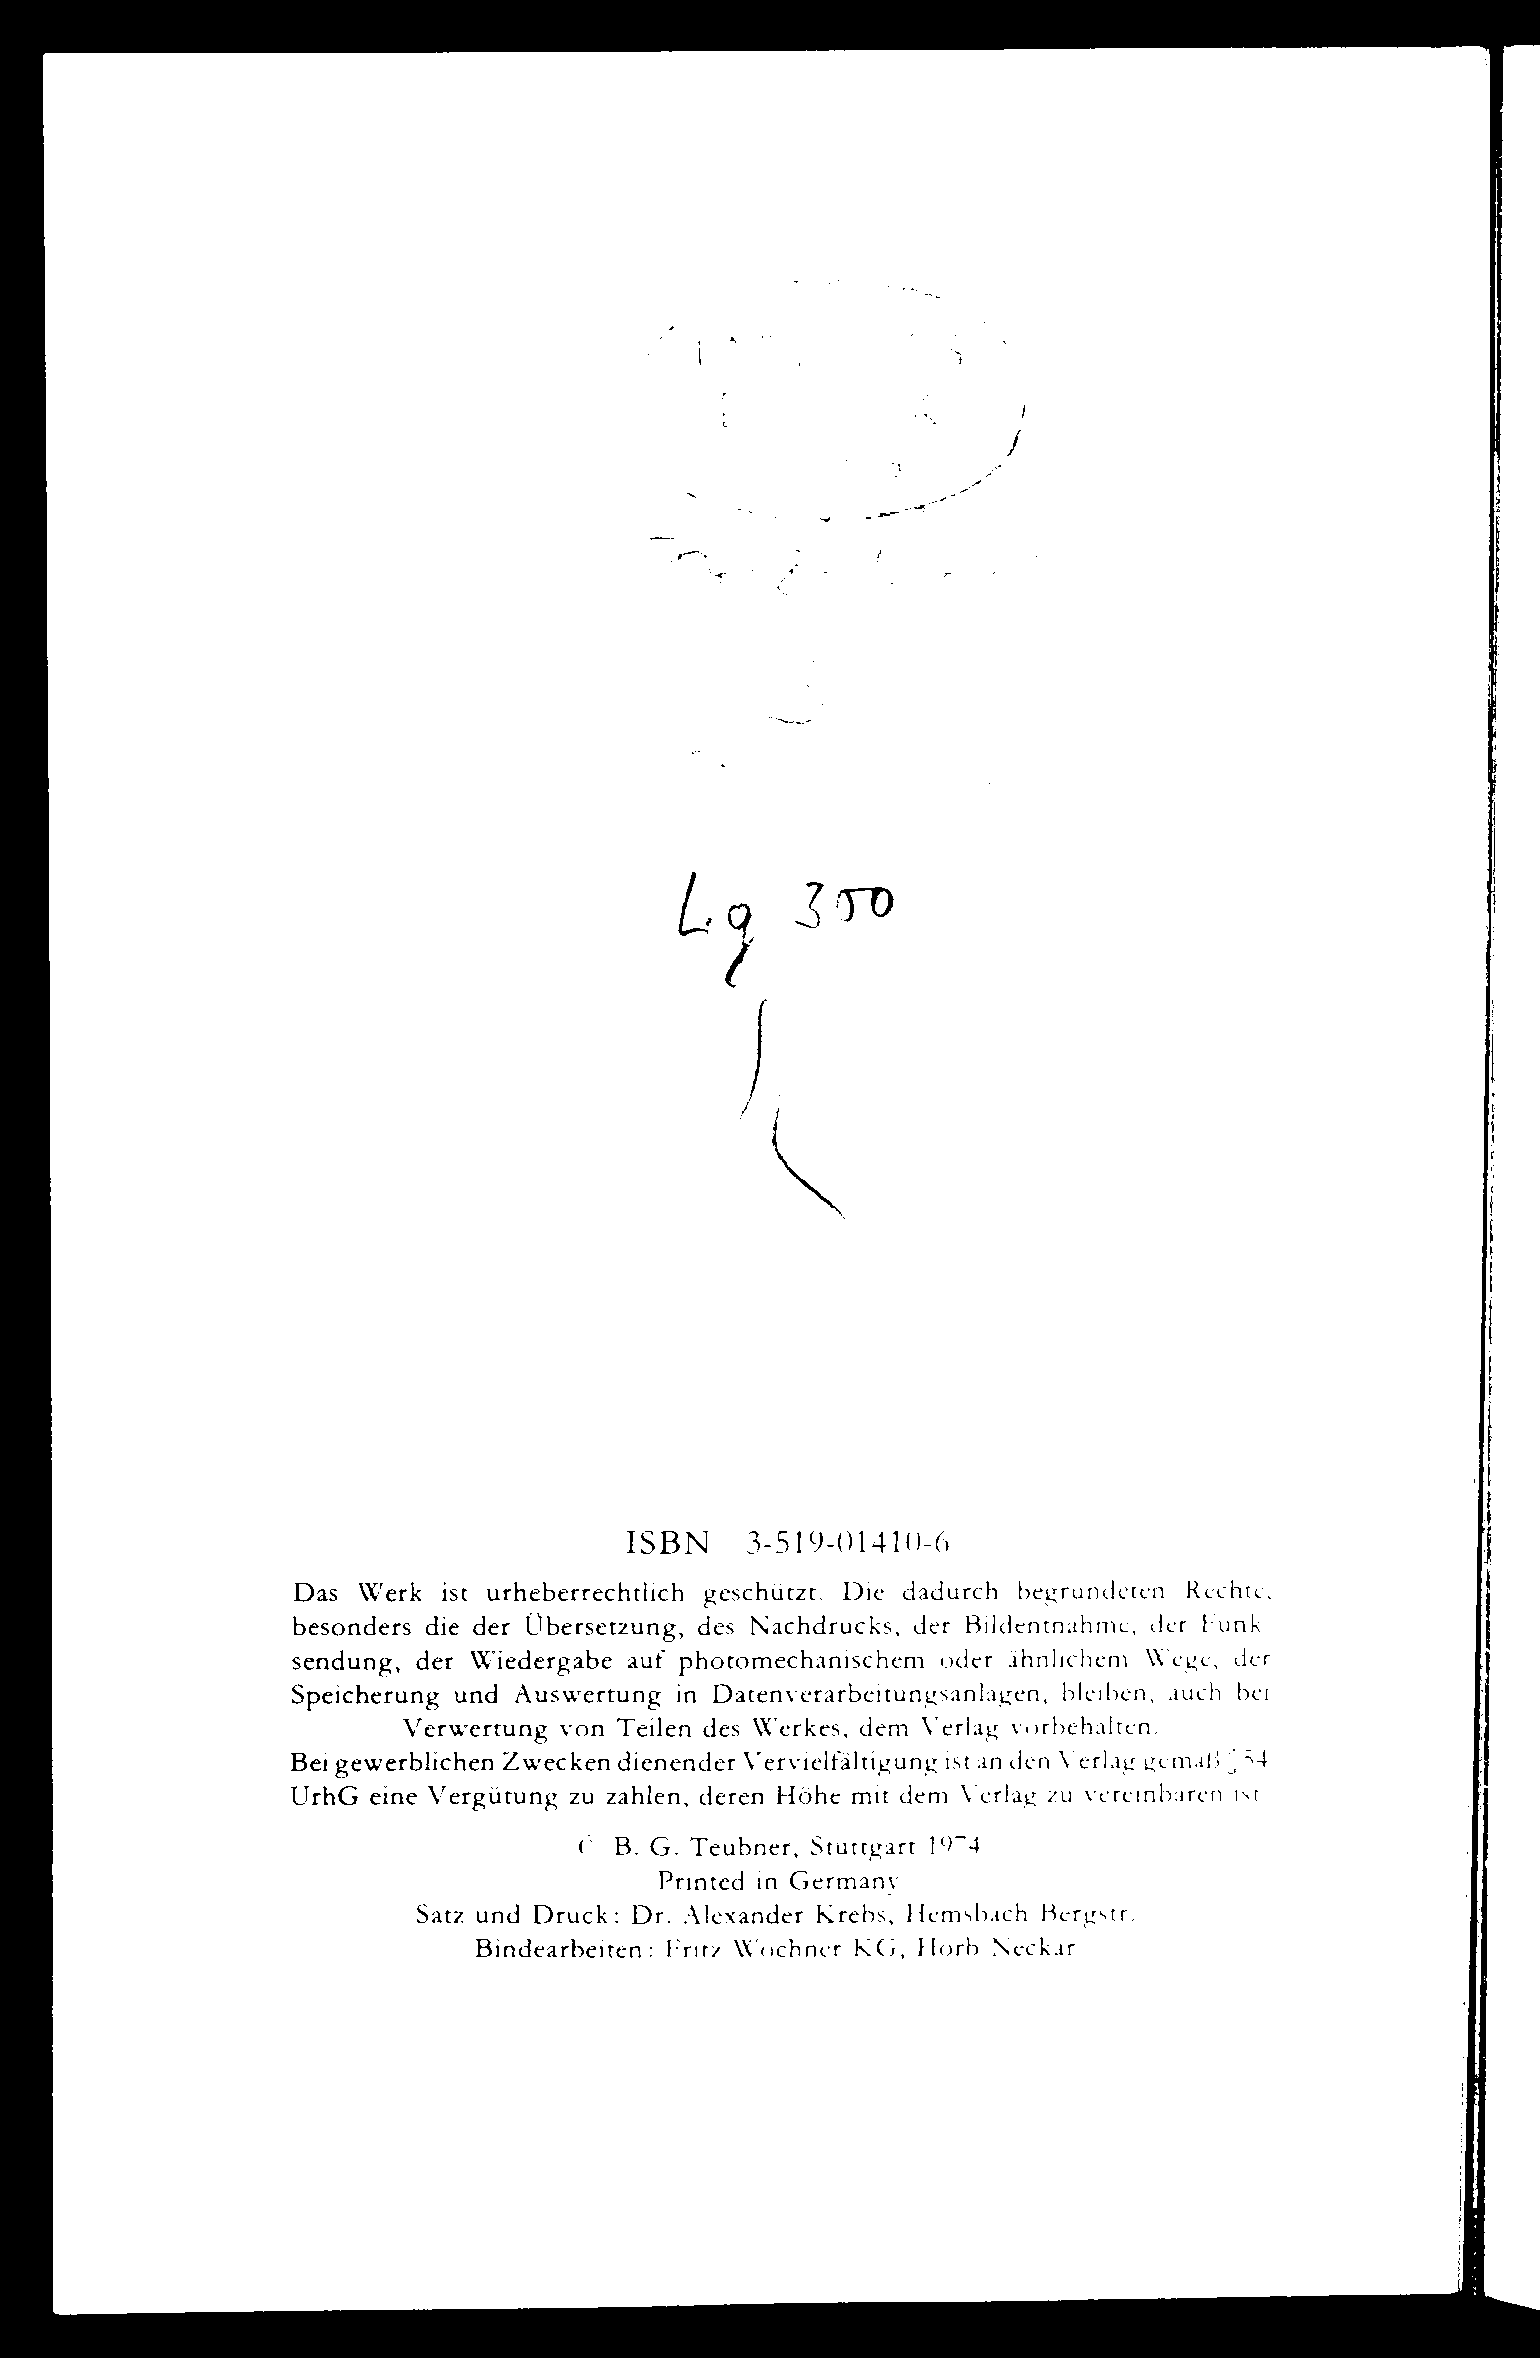 Lg 300
ISBN 3-519-01410-6
Das Werk ist urheberrechtlich geschützt. Die dadurch begründeten Rechte,
besonders die der Übersetzung, des Nachdrucks, der Bildentnahme, der Funk
sendung, der Wiedergabe auf photomechanischem oder ähnlichem Wege, der
Speicherung und Auswertung in Datenverarbeitungsanlagen, bleiben, auch bei
Verwertung von Teilen des Werkes, dem Verlag vorbehalten.
Bei gewerblichen Zwecken dienender Vervielfältigung ist an den Verlag gemäß § 54
UrhG eine Vergütung zu zahlen, deren Höhe mit dem Verlag zu vereinbaren ist
© B. G. Teubner, Stuttgart 1974
Printed in Germany
Satz und Druck: Dr. Alexander Krebs, Hemsbach Bergstr.
Bindearbeiten: Fritz Wochner KG, Horb Neckar